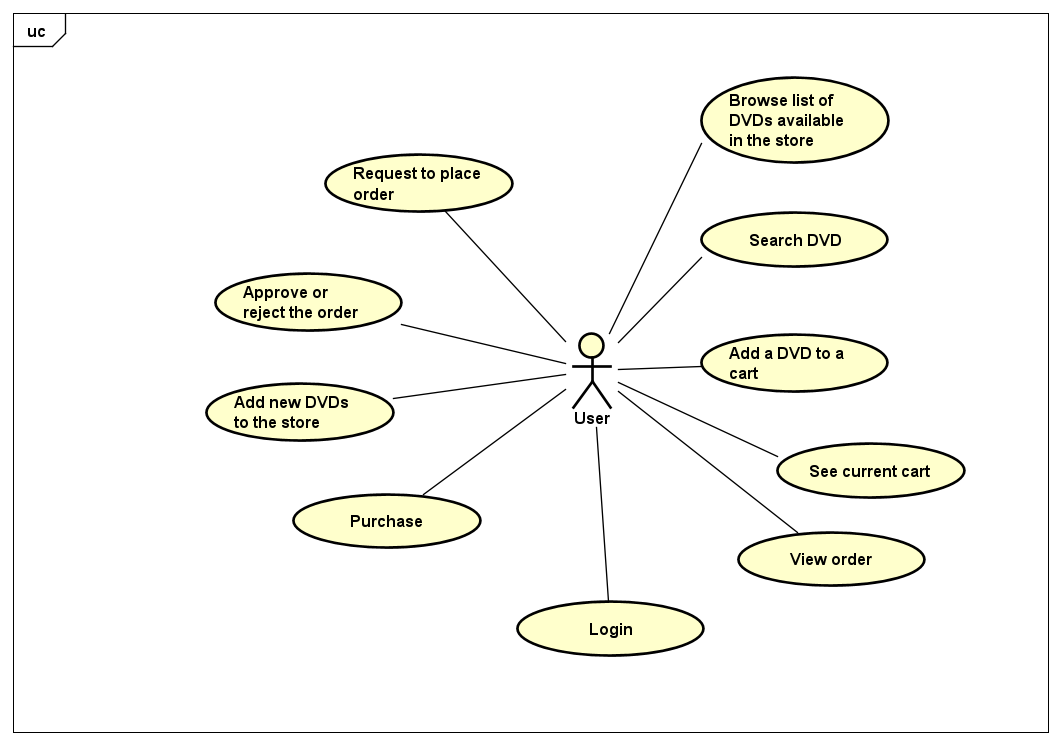 uc
Browse list of
DVDs available
in the store
Request to place
order
Search DVD
Approve or
reject the order
Add a DVD to a
cart
Add new DVDs
to the store
User
See current cart
Purchase
View order
Login